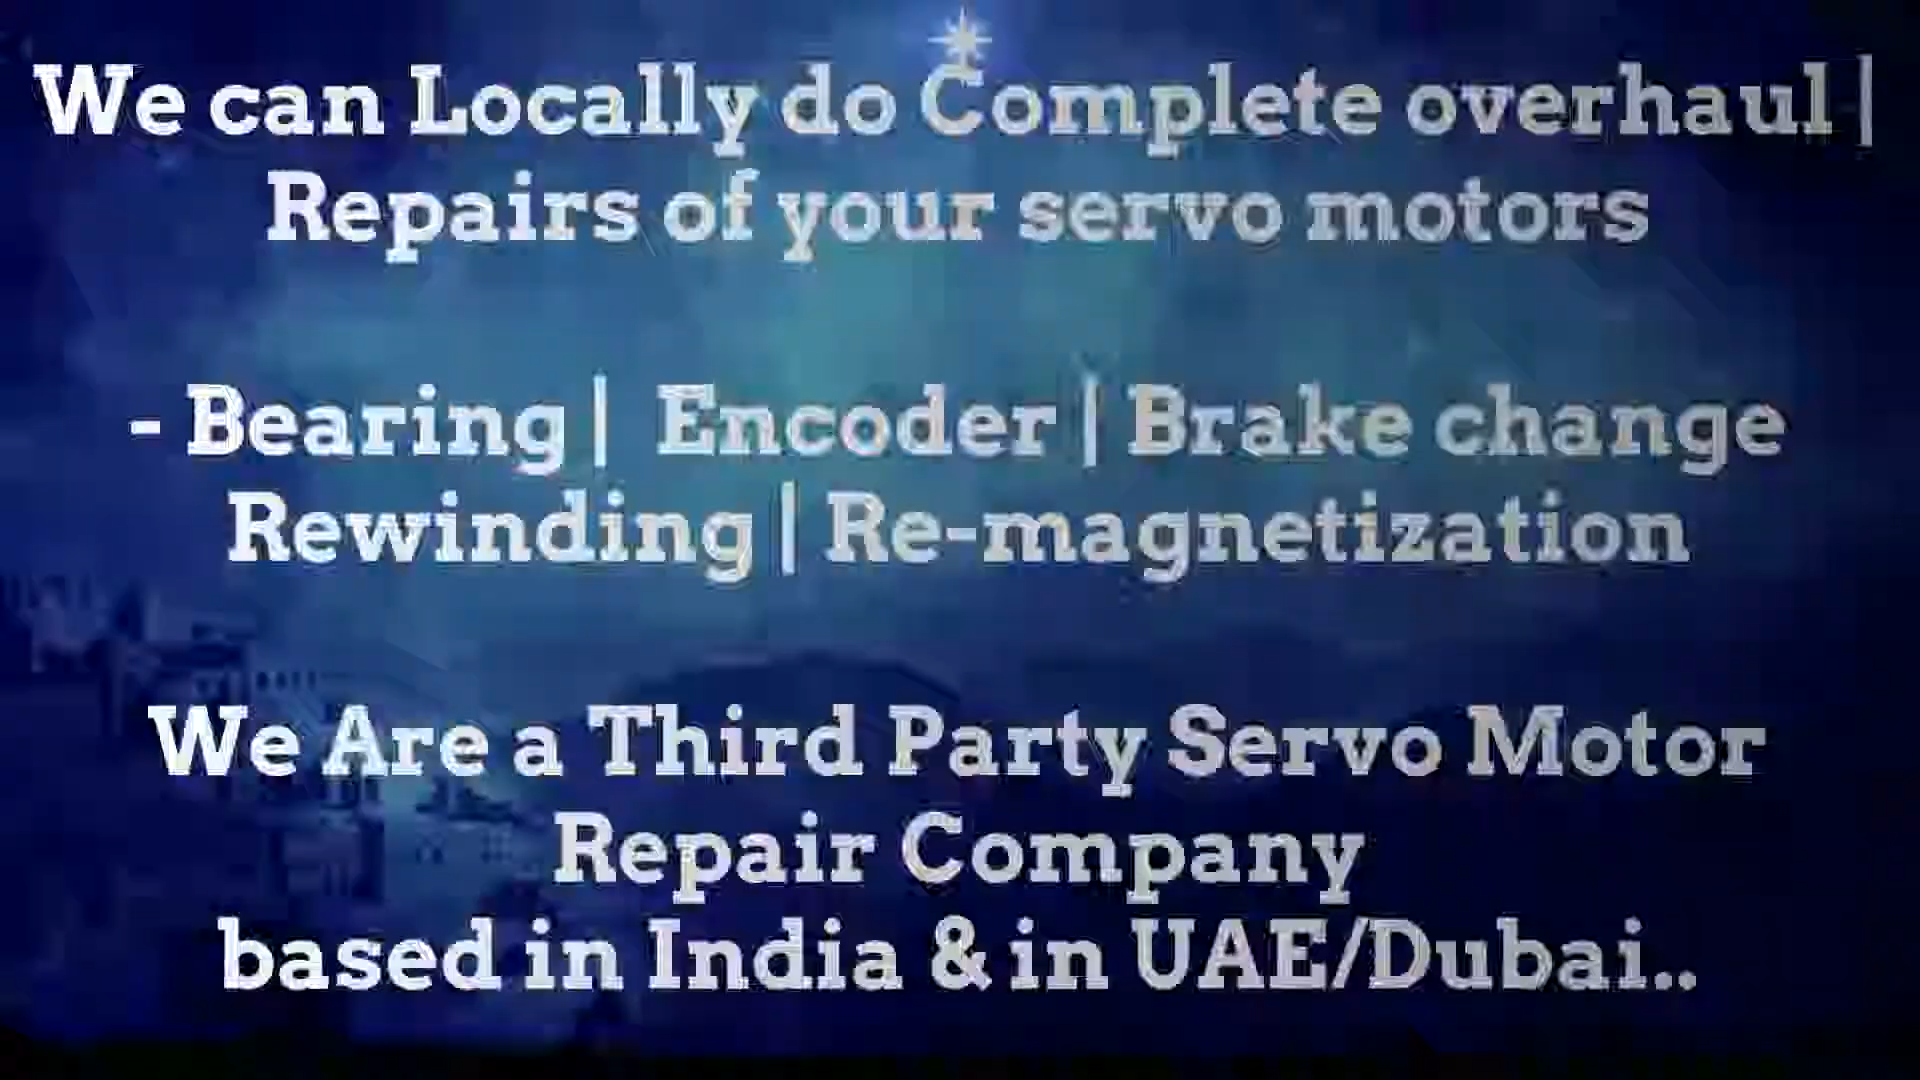 We can Locally do Complete overhaul |
Repairs of your servo motors
- Bearing | Encoder | Brake change
Rewinding | Re-magnetization
We Are a Third Party Servo Motor
Repair Company
based in India & in UAE/Dubai..